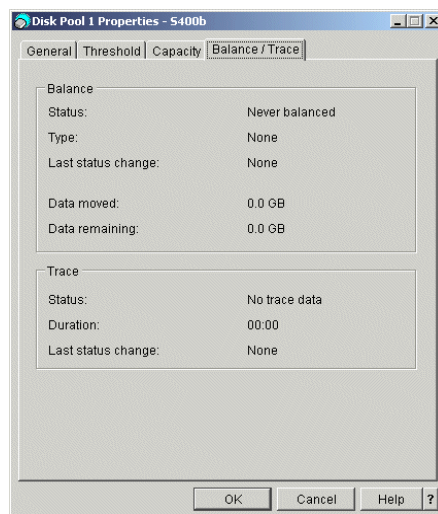 Disk Pool 1 Properties - S400b
General Threshold Capacity Balance / Trace
Balance
Status: Never balanced
Type: None
Last status change: None
Data moved: 0.0 GB
Data remaining: 0.0 GB
Trace
Status: No trace data
Duration: 00:00
Last status change: None
OK Cancel Help ?